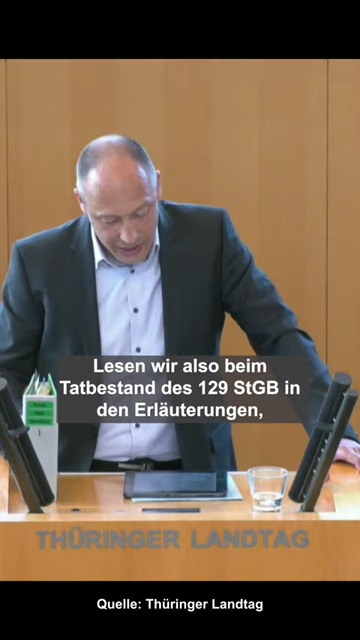 Lesen wir also beim
Tatbestand des 129 StGB in
den Erläuterungen,
THÜRINGER LANDTAG
Quelle: Thüringer Landtag